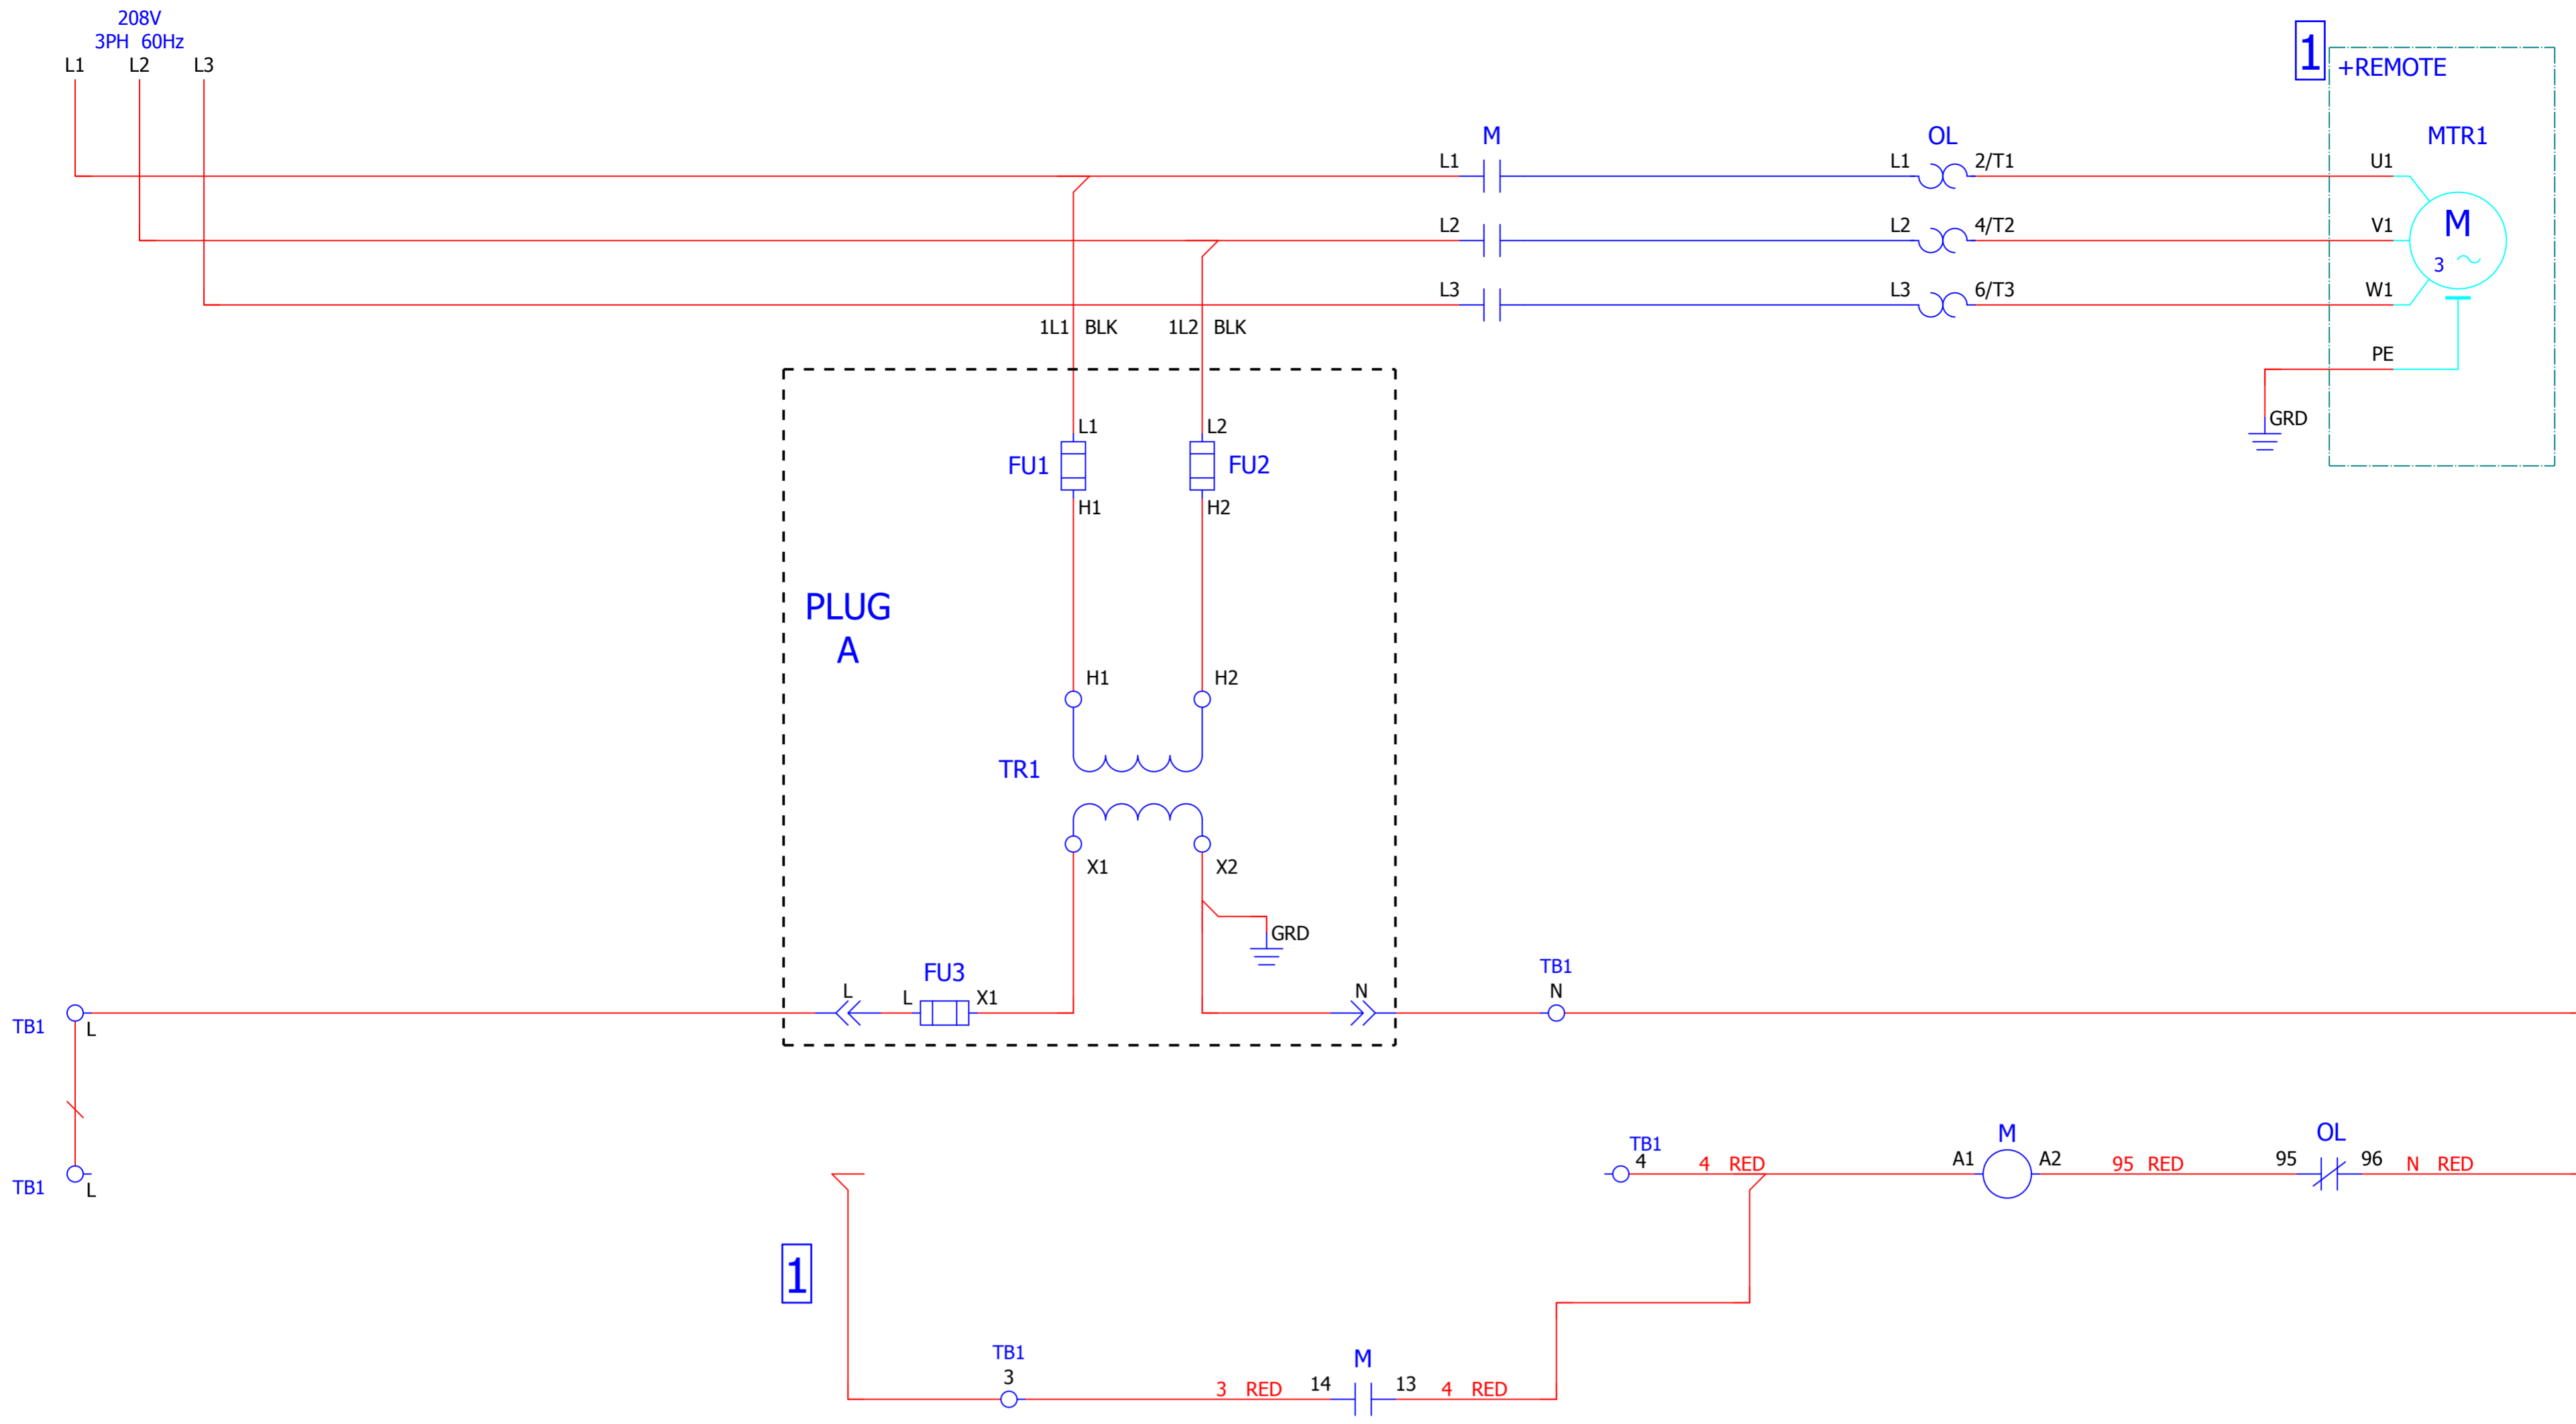 208V
3PH 60Hz
L1 L2 L3
1
+REMOTE
MTR1
M OL
L1 L1 2/T1 U1
L2 L2 4/T2 V1
M
3
L3 L3 6/T3 W1
1L1 BLK 1L2 BLK
PE
GRD
L1 L2
FU1 FU2
H1 H2
PLUG
A
H1 H2
TR1
X1 X2
GRD
FU3
L L X1 N
TB1
N
TB1 L
TB1
4 4 RED
M
A1 A2
95 RED
OL
95 96
N RED
TB1 L
1
TB1
3
3 RED
M
14 13
4 RED